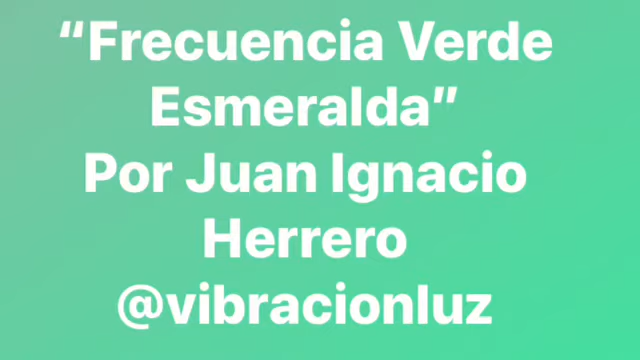 “Frecuencia Verde
Esmeralda”
Por Juan Ignacio
Herrero
@vibracionluz